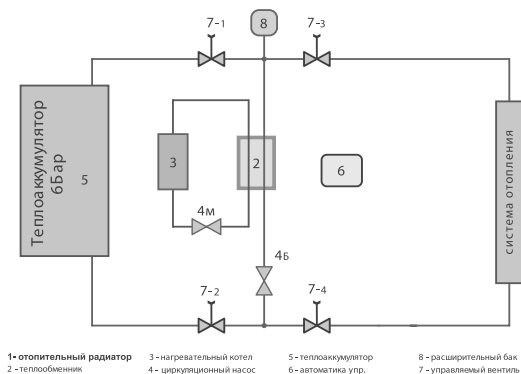 7-1
8
7-3
Теплоаккумулятор
6Бар
5
3
2
6
система отопления
4м
4Б
7-2
7-4
1- отопительный радиатор
3 - нагревательный котел
5 - теплоаккумулятор
8 - расширительный бак
2 - теплообменник
4 - циркуляционный насос
6 - автоматика упр.
7 - управляемый вентиль